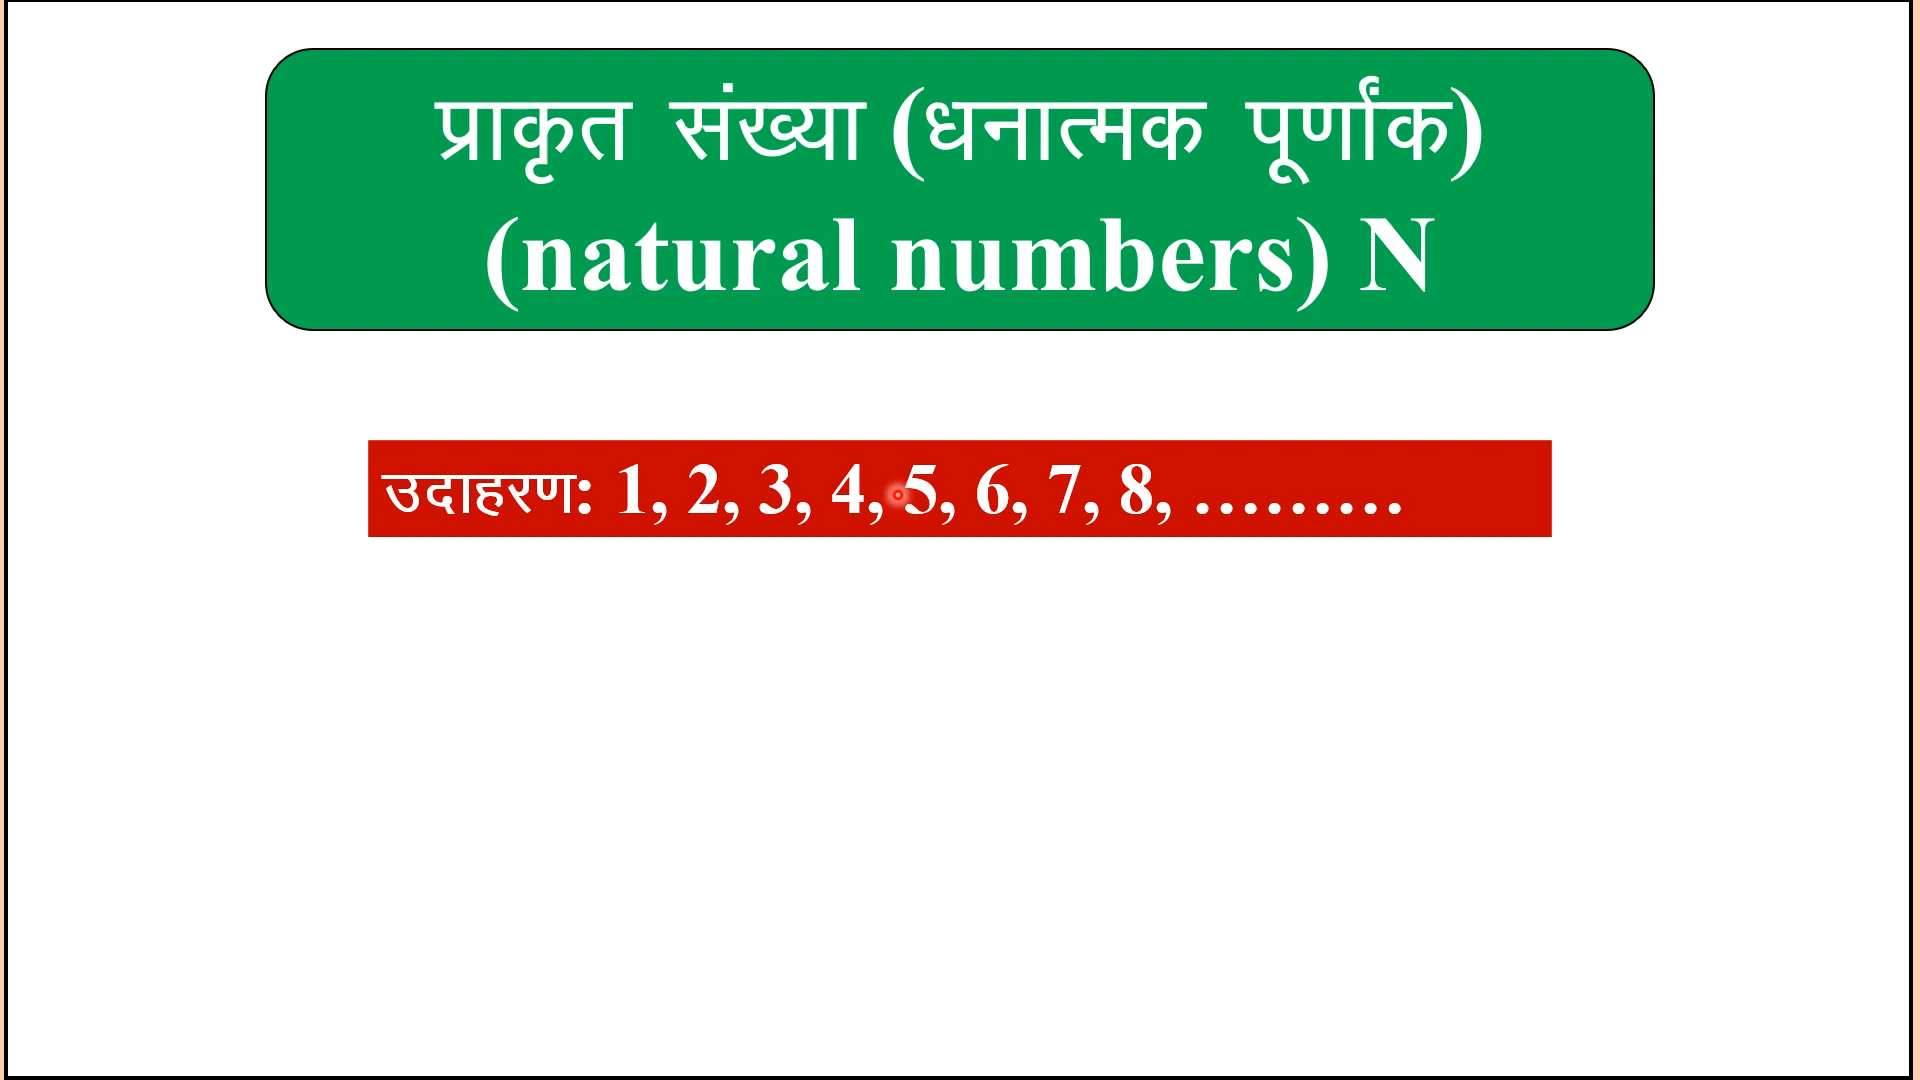 प्राकृत संख्या (धनात्मक पूर्णांक)
(natural numbers) N
उदाहरण: 1, 2, 3, 4, 5, 6, 7, 8, .........